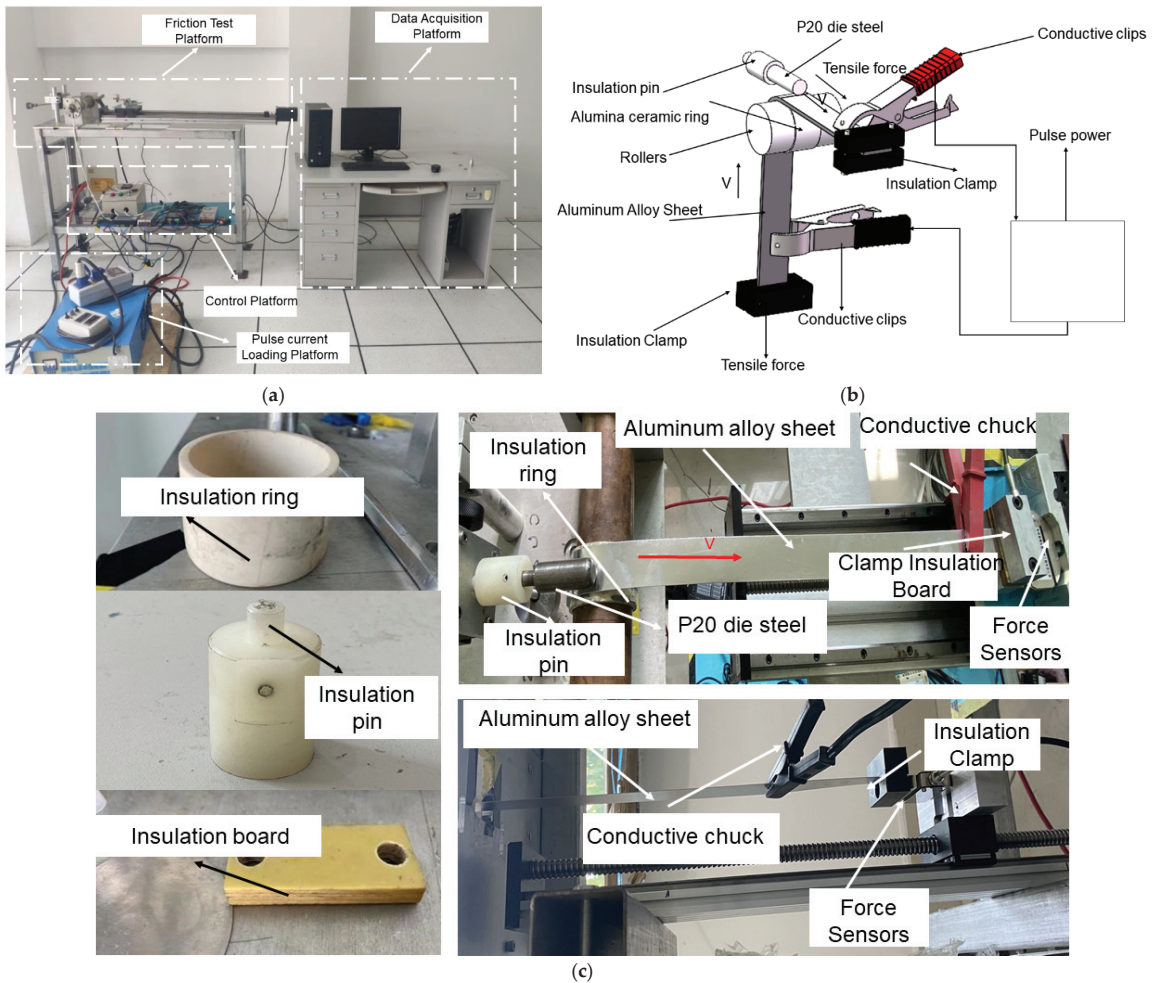 Friction Test
Platform
Data Acquisition
Platform
Control Platform
Pulse current
Loading Platform
(a)
P20 die steel
Conductive clips
Insulation pin
Tensile force
V
Alumina ceramic ring
Rollers
Pulse power
Insulation Clamp
V
Aluminum Alloy Sheet
Insulation Clamp
Conductive clips
Tensile force
(b)
Insulation ring
Insulation
pin
Insulation board
Insulation
ring
Aluminum alloy sheet
Conductive chuck
V
Clamp Insulation
Board
Insulation
pin
P20 die steel
Force
Sensors
Aluminum alloy sheet
Insulation
Clamp
Conductive chuck
Force
Sensors
(c)